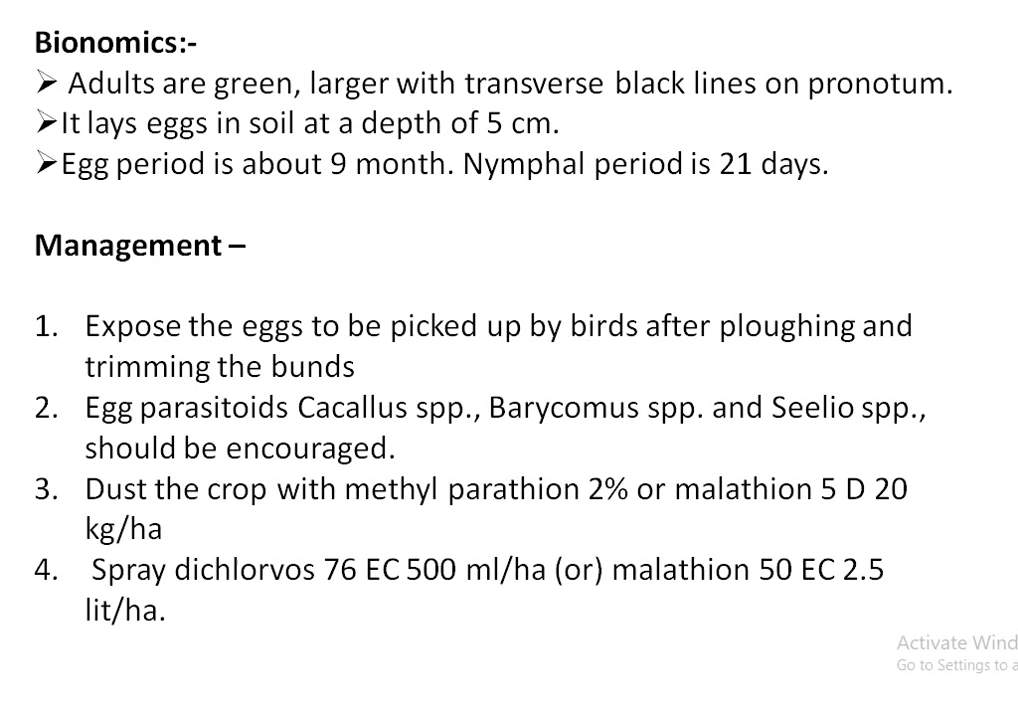 Bionomics:-
➢ Adults are green, larger with transverse black lines on pronotum.
➢It lays eggs in soil at a depth of 5 cm.
➢Egg period is about 9 month. Nymphal period is 21 days.
Management –
1. Expose the eggs to be picked up by birds after ploughing and
trimming the bunds
2. Egg parasitoids Cacallus spp., Barycomus spp. and Seelio spp.,
should be encouraged.
3. Dust the crop with methyl parathion 2% or malathion 5 D 20
kg/ha
4. Spray dichlorvos 76 EC 500 ml/ha (or) malathion 50 EC 2.5
lit/ha.
Activate Wind
Go to Settings to a